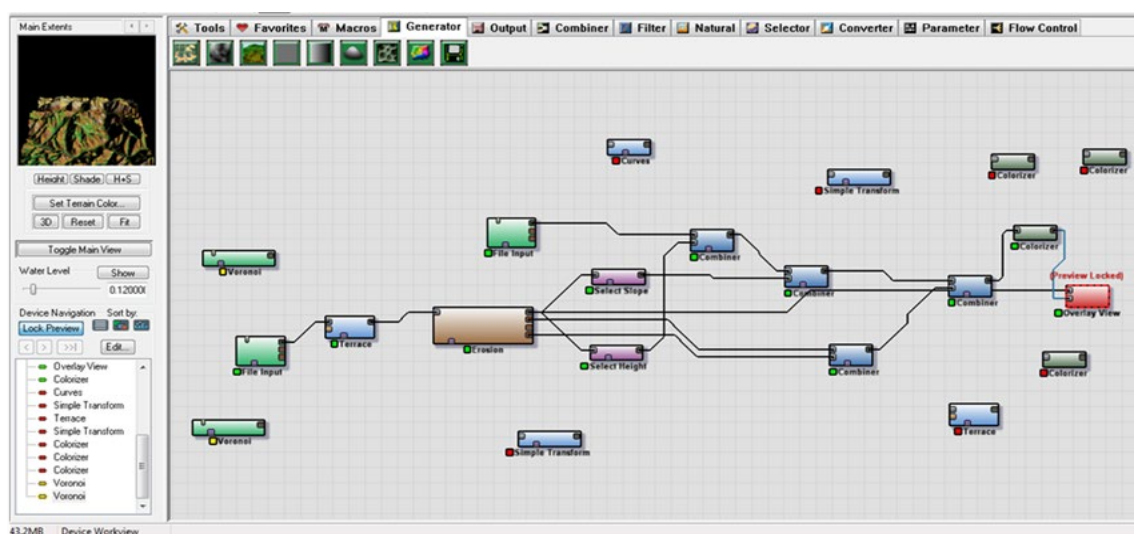 Main Extents
Tools Favorites Macros Generator Output Combiner Filter Natural Selector Converter Parameter Flow Control
Height Shade H+S
Set Terrain Color...
3D Reset Fit
Toggle Main View
Water Level Show
0.12000
Device Navigation Sort by:
Lock Preview
Edit...
Overlay View
Colorizer
Curves
Simple Transform
Terrace
Simple Transform
Colorizer
Colorizer
Colorizer
Voronoi
Voronoi
43.2MB Device Workview
Curves
Colorizer
Colorizer
Simple Transform
File Input
Combiner
Colorizer
Voronoi
(Preview Locked)
Select Slope
Combiner
Combiner
Overlay View
Terrace
Erosion
File Input
Select Height
Combiner
Colorizer
Voronoi
Simple Transform
Terrace